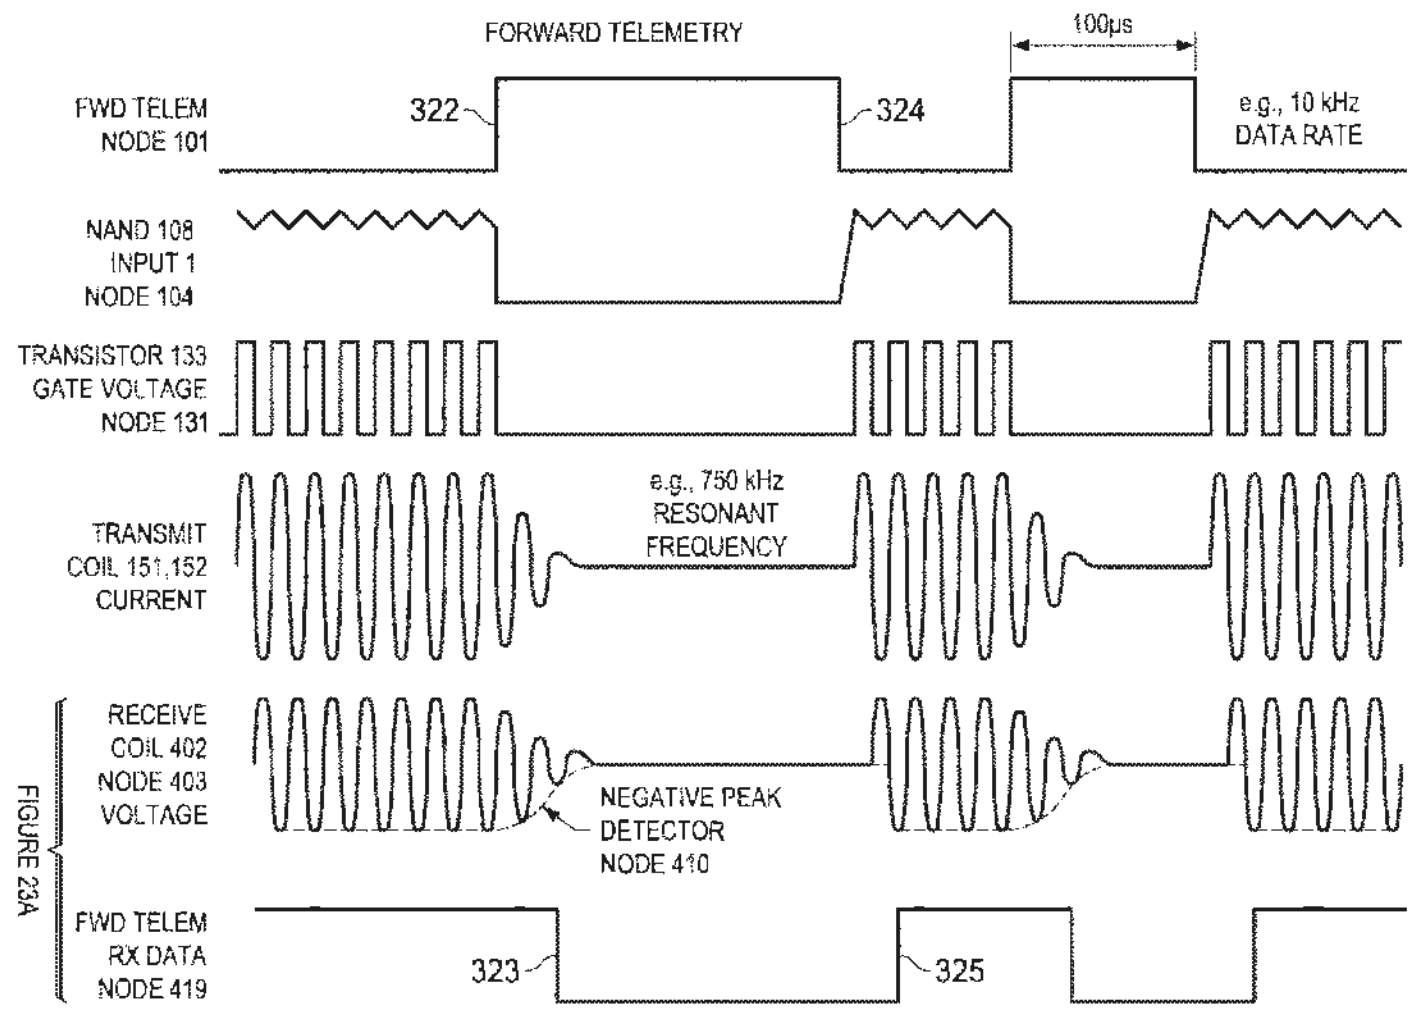 FORWARD TELEMETRY
100µs
FWD TELEM
NODE 101
322
324
e.g., 10 kHz
DATA RATE
NAND 108
INPUT 1
NODE 104
TRANSISTOR 133
GATE VOLTAGE
NODE 131
e.g., 750 kHz
RESONANT
FREQUENCY
TRANSMIT
COIL 151,152
CURRENT
RECEIVE
COIL 402
NODE 403
VOLTAGE
NEGATIVE PEAK
DETECTOR
NODE 410
FIGURE 23A
FWD TELEM
RX DATA
NODE 419
323
325